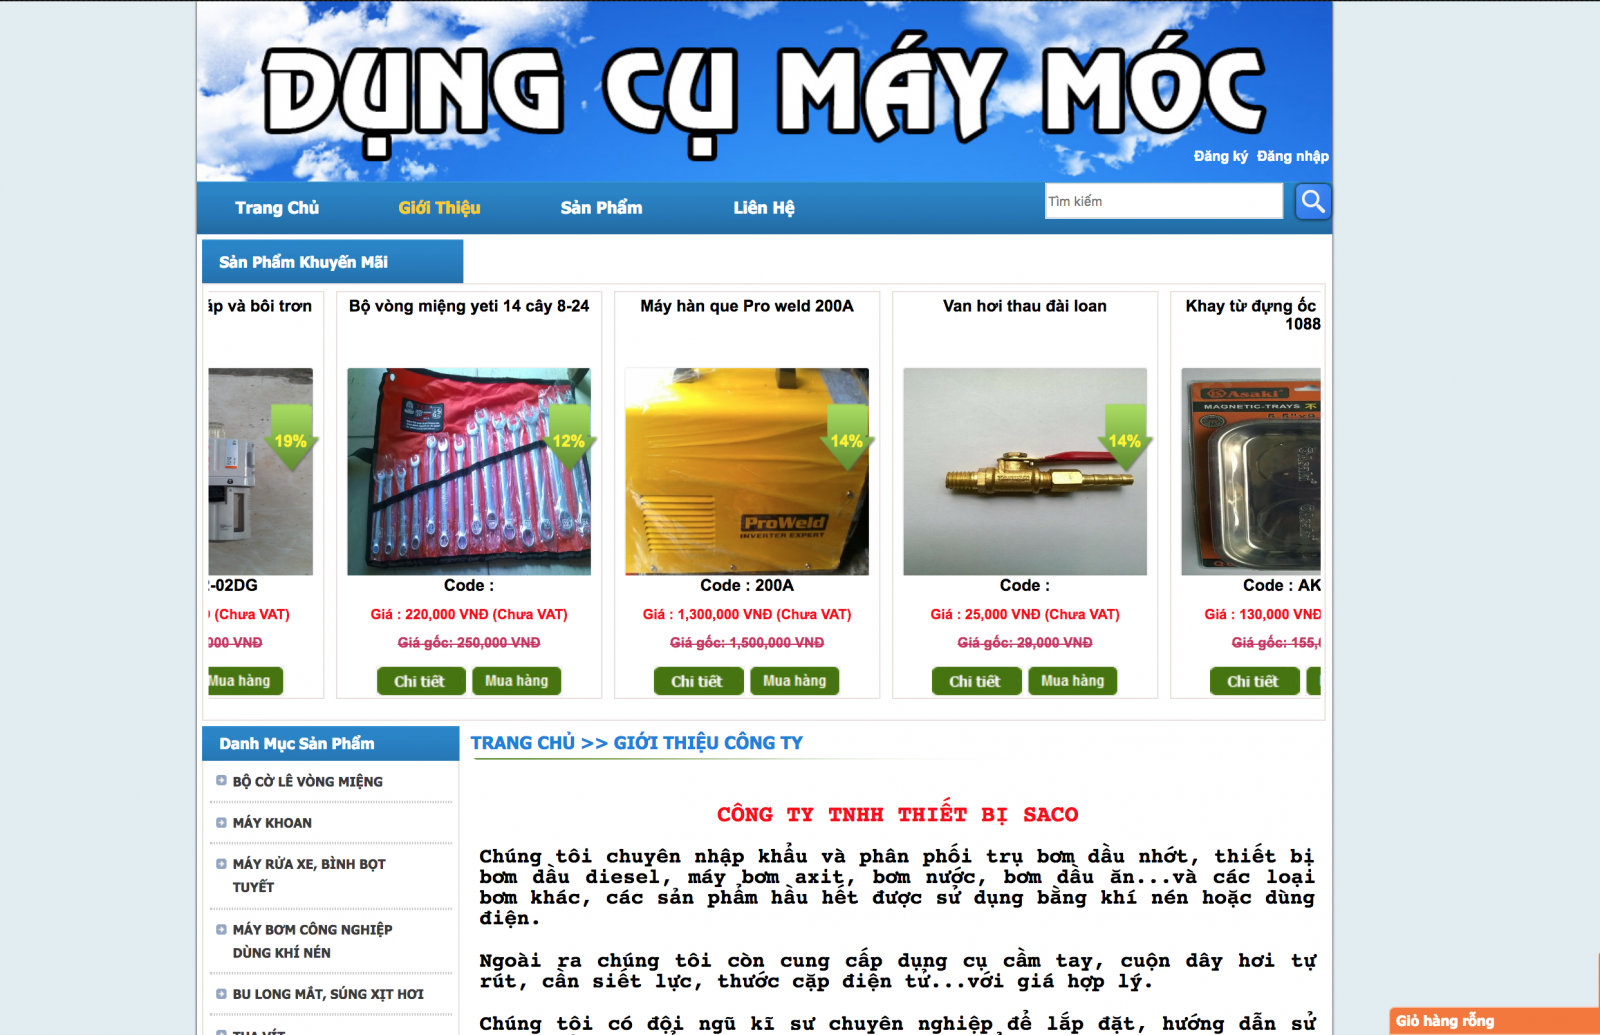 DỤNG CỤ MÁY MÓC
Đăng ký Đăng nhập
Trang Chủ Giới Thiệu Sản Phẩm Liên Hệ Tìm kiếm
Sản Phẩm Khuyến Mãi
áp và bôi trơn
19%
-02DG
(Chưa VAT)
000 VNĐ
Mua hàng
Bộ vòng miệng yeti 14 cây 8-24
12%
Code :
Giá : 220,000 VNĐ (Chưa VAT)
Giá gốc: 250,000 VNĐ
Chi tiết Mua hàng
Máy hàn que Pro weld 200A
14%
ProWeld
INVERTER EXPERT
Code : 200A
Giá : 1,300,000 VNĐ (Chưa VAT)
Giá gốc: 1,500,000 VNĐ
Chi tiết Mua hàng
Van hơi thau đài loan
14%
Code :
Giá : 25,000 VNĐ (Chưa VAT)
Giá gốc: 29,000 VNĐ
Chi tiết Mua hàng
Khay từ đựng ốc
1088
Asaki
MAGNETIC-TRAYS
Code : AK
Giá : 130,000 VNĐ
Giá gốc: 155,
Chi tiết
Danh Mục Sản Phẩm
BỘ CỜ LÊ VÒNG MIỆNG
MÁY KHOAN
MÁY RỬA XE, BÌNH BỌT
TUYẾT
MÁY BƠM CÔNG NGHIỆP
DÙNG KHÍ NÉN
BU LONG MẮT, SÚNG XỊT HƠI
TUA VÍT
TRANG CHỦ >> GIỚI THIỆU CÔNG TY
CÔNG TY TNHH THIẾT BỊ SACO
Chúng tôi chuyên nhập khẩu và phân phối trụ bơm dầu nhớt, thiết bị
bơm dầu diesel, máy bơm axit, bơm nước, bơm dầu ăn...và các loại
bơm khác, các sản phẩm hầu hết được sử dụng bằng khí nén hoặc dùng
điện.
Ngoài ra chúng tôi còn cung cấp dụng cụ cầm tay, cuộn dây hơi tự
rút, cần siết lực, thước cặp điện tử...với giá hợp lý.
Chúng tôi có đội ngũ kĩ sư chuyên nghiệp để lắp đặt, hướng dẫn sử
Giỏ hàng rỗng